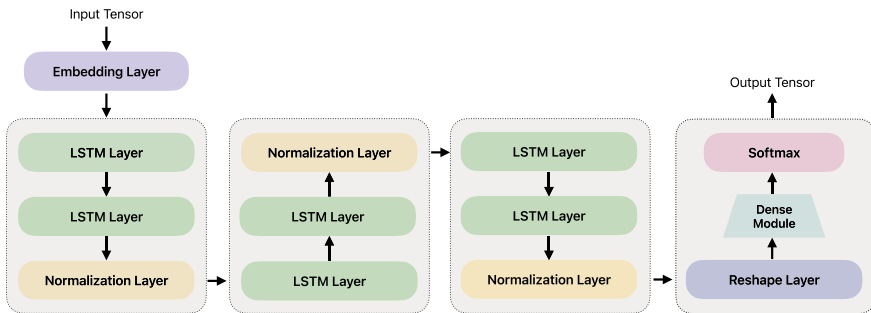 Input Tensor
Embedding Layer
LSTM Layer
LSTM Layer
Normalization Layer
Normalization Layer
LSTM Layer
LSTM Layer
LSTM Layer
LSTM Layer
Normalization Layer
Output Tensor
Softmax
Dense
Module
Reshape Layer